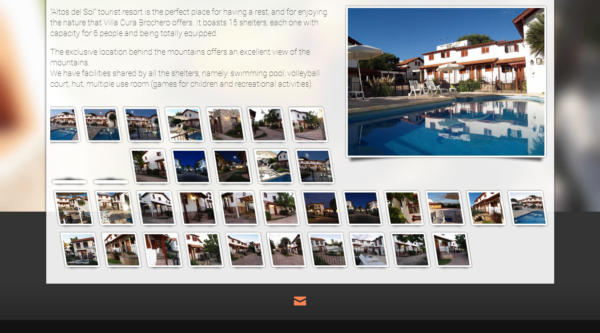 "Altos del Sol" tourist resort is the perfect place for having a rest, and for enjoying
the nature that Villa Cura Brochero offers. It boasts 15 shelters, each one with
capacity for 6 people and being totally equipped.
The exclusive location behind the mountains offers an excellent view of the
mountains.
We have facilities shared by all the shelters, namely: swimming pool, volleyball
court, hut, multiple use room (games for children and recreational activities).